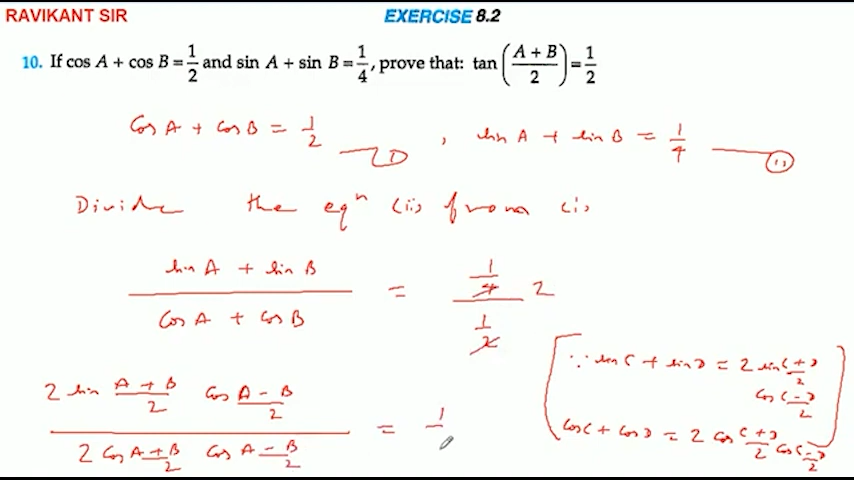 RAVIKANT SIR
EXERCISE 8.2
10. If cos A + cos B = 1/2 and sin A + sin B = 1/4, prove that: tan ((A + B)/2) = 1/2
cos A + cos B = 1/2 — (i) , sin A + sin B = 1/4 — (ii)
Divide the eqⁿ (ii) from (i)
(sin A + sin B)/(cos A + cos B) = (1/4)/(1/2) 2
(2 sin (A + B)/2 cos (A - B)/2)/(2 cos (A + B)/2 cos (A - B)/2) = 1/
∵ sin C + sin D = 2 sin (C + D)/2
cos (C - D)/2
cos C + cos D = 2 cos (C + D)/2 cos (C - D)/2